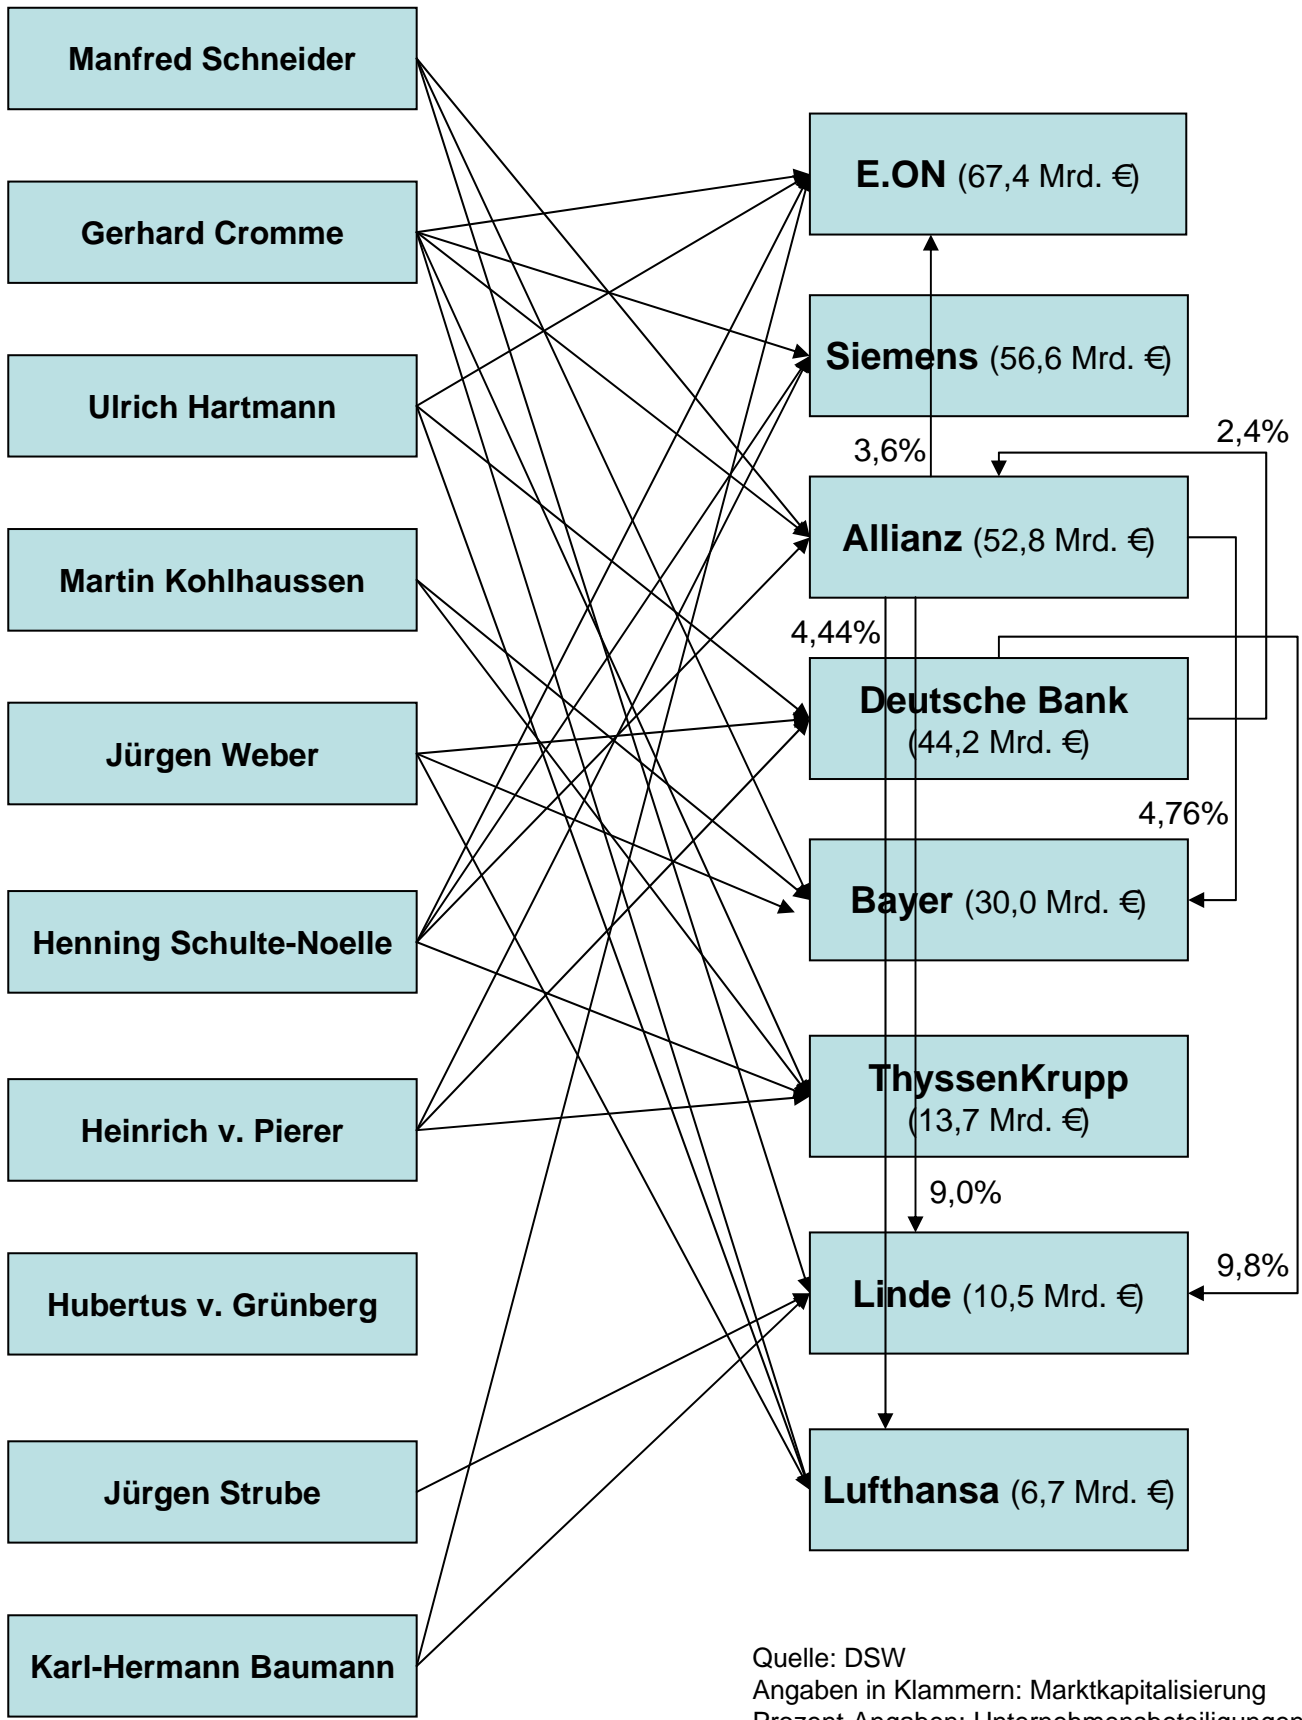 Manfred Schneider
Gerhard Cromme
Ulrich Hartmann
Martin Kohlhaussen
Jürgen Weber
Henning Schulte-Noelle
Heinrich v. Pierer
Hubertus v. Grünberg
Jürgen Strube
Karl-Hermann Baumann
E.ON (67,4 Mrd. €)
Siemens (56,6 Mrd. €)
3,6%
2,4%
Allianz (52,8 Mrd. €)
4,44%
Deutsche Bank
(44,2 Mrd. €)
4,76%
Bayer (30,0 Mrd. €)
ThyssenKrupp
(13,7 Mrd. €)
9,0%
9,8%
Linde (10,5 Mrd. €)
Lufthansa (6,7 Mrd. €)
Quelle: DSW
Angaben in Klammern: Marktkapitalisierung
Prozent-Angaben: Unternehmensbeteiligungen